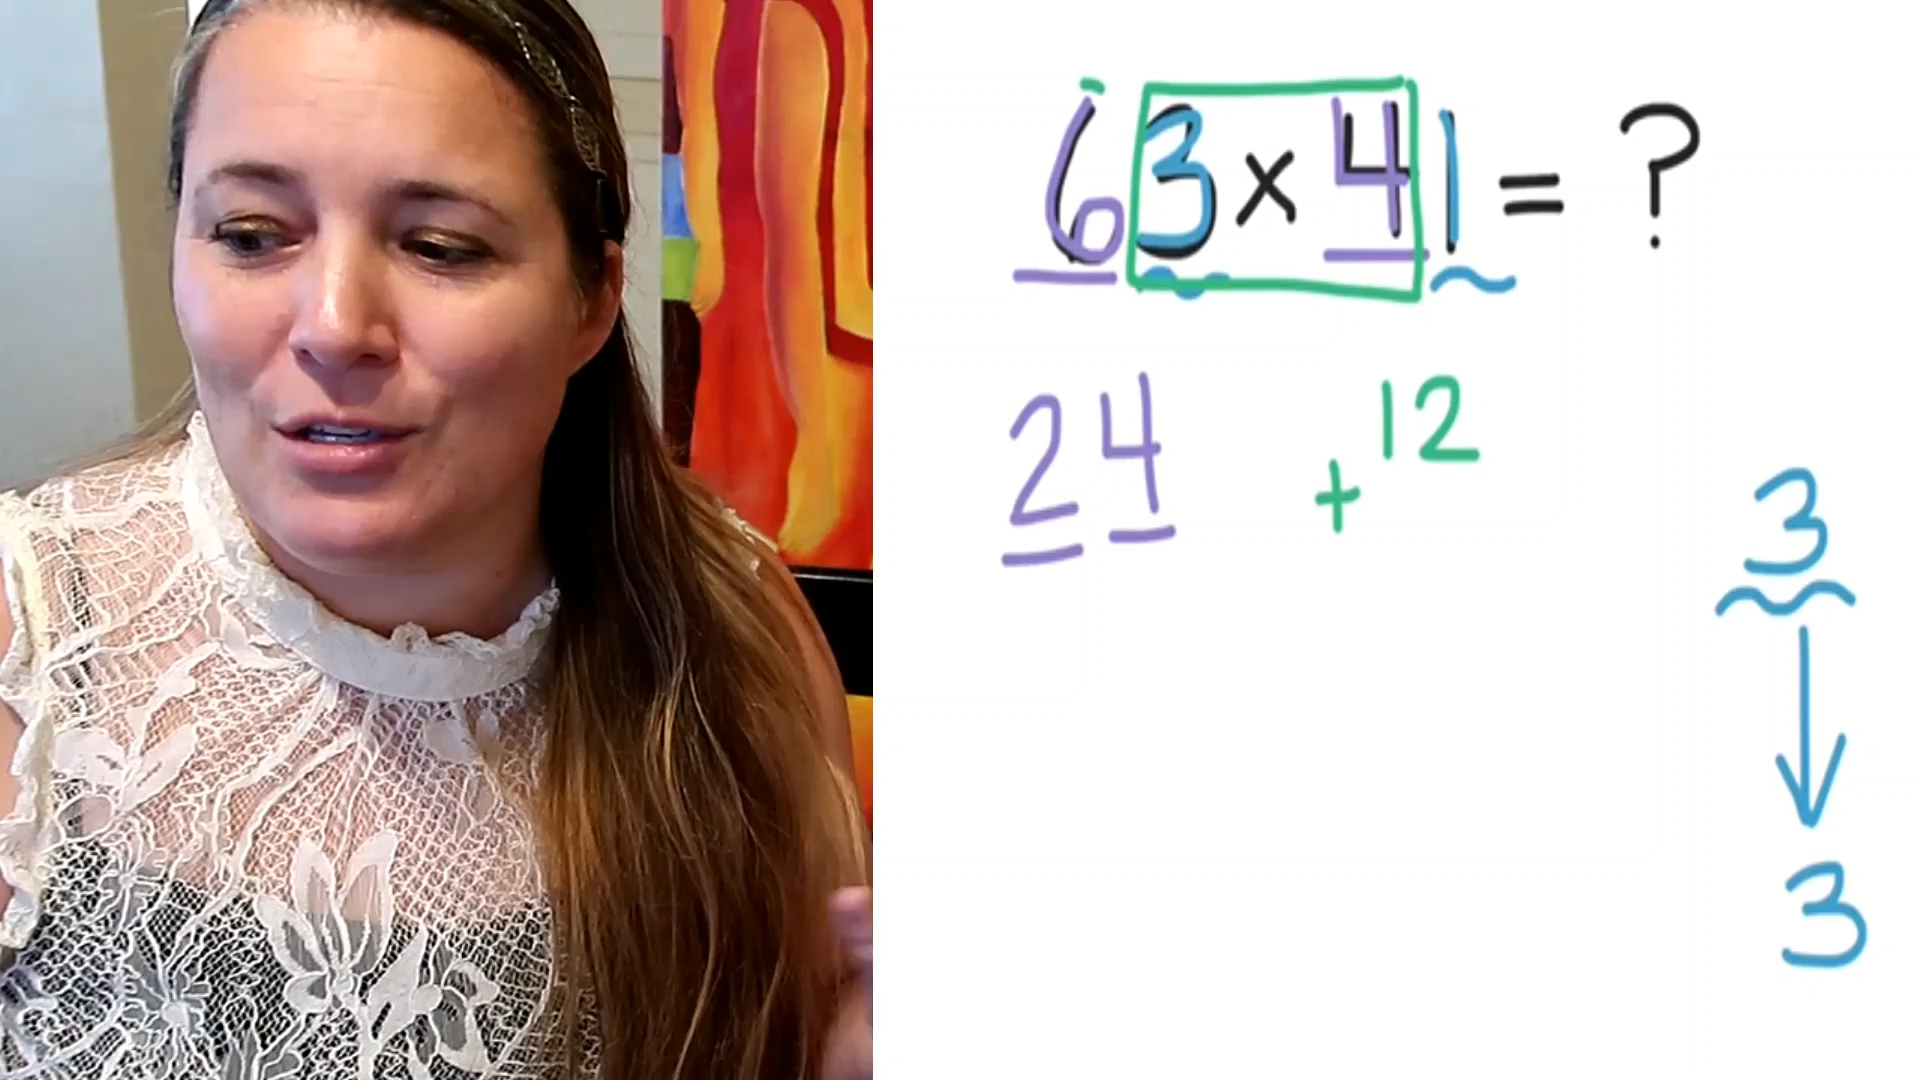 63 x 41 = ?
24 + 12
3
3